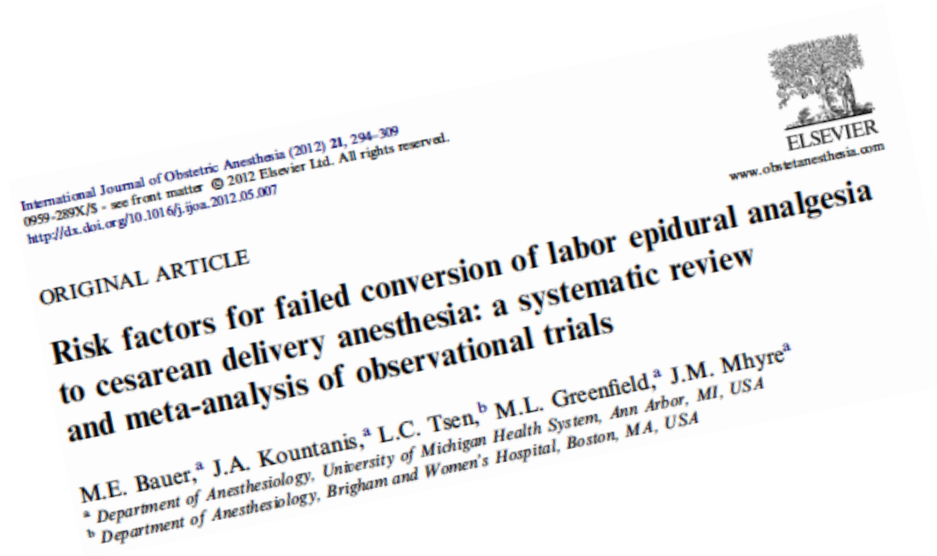 International Journal of Obstetric Anesthesia (2012) 21, 294–309
0959-289X/$ - see front matter © 2012 Elsevier Ltd. All rights reserved.
http://dx.doi.org/10.1016/j.ijoa.2012.05.007
ELSEVIER
www.obstetanesthesia.com
ORIGINAL ARTICLE
Risk factors for failed conversion of labor epidural analgesia
to cesarean delivery anesthesia: a systematic review
and meta-analysis of observational trials
M.E. Bauer,a J.A. Kountanis,a L.C. Tsen,b M.L. Greenfield,a J.M. Mhyrea
a Department of Anesthesiology, University of Michigan Health System, Ann Arbor, MI, USA
b Department of Anesthesiology, Brigham and Women's Hospital, Boston, MA, USA